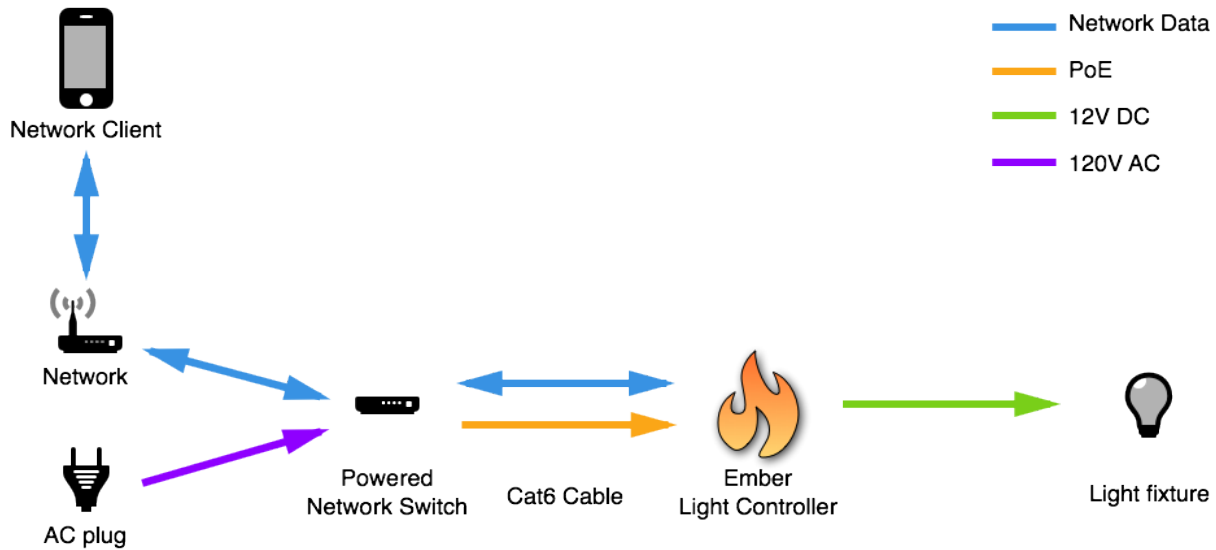 Network Data
PoE
12V DC
120V AC
Network Client
Network
AC plug
Powered
Network Switch
Cat6 Cable
Ember
Light Controller
Light fixture